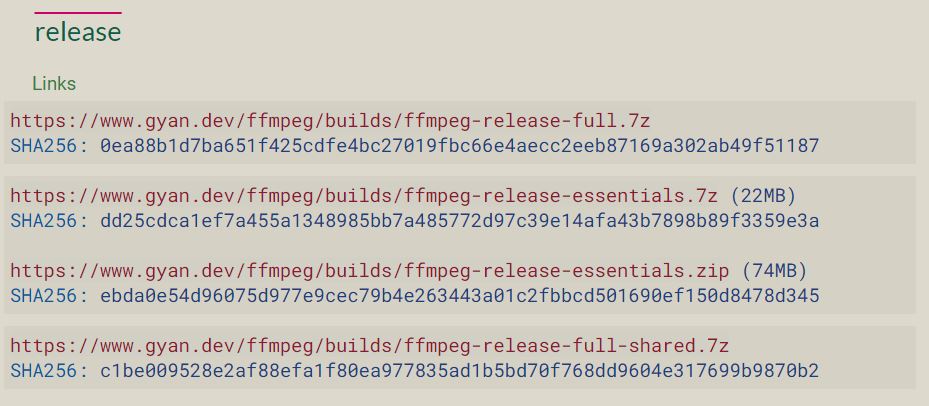 release
Links
https://www.gyan.dev/ffmpeg/builds/ffmpeg-release-full.7z
SHA256: 0ea88b1d7ba651f425cdfe4bc27019fbc66e4aecc2eeb87169a302ab49f51187
https://www.gyan.dev/ffmpeg/builds/ffmpeg-release-essentials.7z (22MB)
SHA256: dd25cdca1ef7a455a1348985bb7a485772d97c39e14afa43b7898b89f3359e3a
https://www.gyan.dev/ffmpeg/builds/ffmpeg-release-essentials.zip (74MB)
SHA256: ebda0e54d96075d977e9cec79b4e263443a01c2fbbcd501690ef150d8478d345
https://www.gyan.dev/ffmpeg/builds/ffmpeg-release-full-shared.7z
SHA256: c1be009528e2af88efa1f80ea977835ad1b5bd70f768dd9604e317699b9870b2